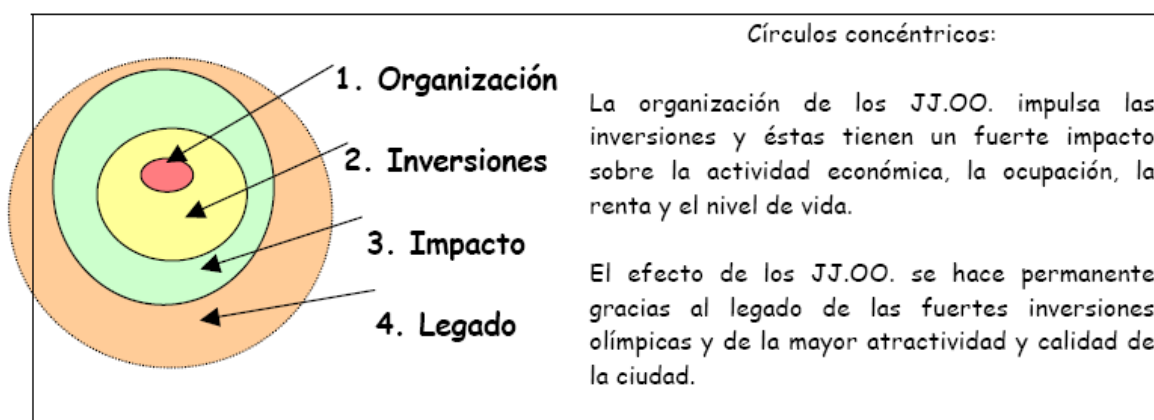 1. Organización
2. Inversiones
3. Impacto
4. Legado
Círculos concéntricos:
La organización de los JJ.OO. impulsa las
inversiones y éstas tienen un fuerte impacto
sobre la actividad económica, la ocupación, la
renta y el nivel de vida.
El efecto de los JJ.OO. se hace permanente
gracias al legado de las fuertes inversiones
olímpicas y de la mayor atractividad y calidad de
la ciudad.